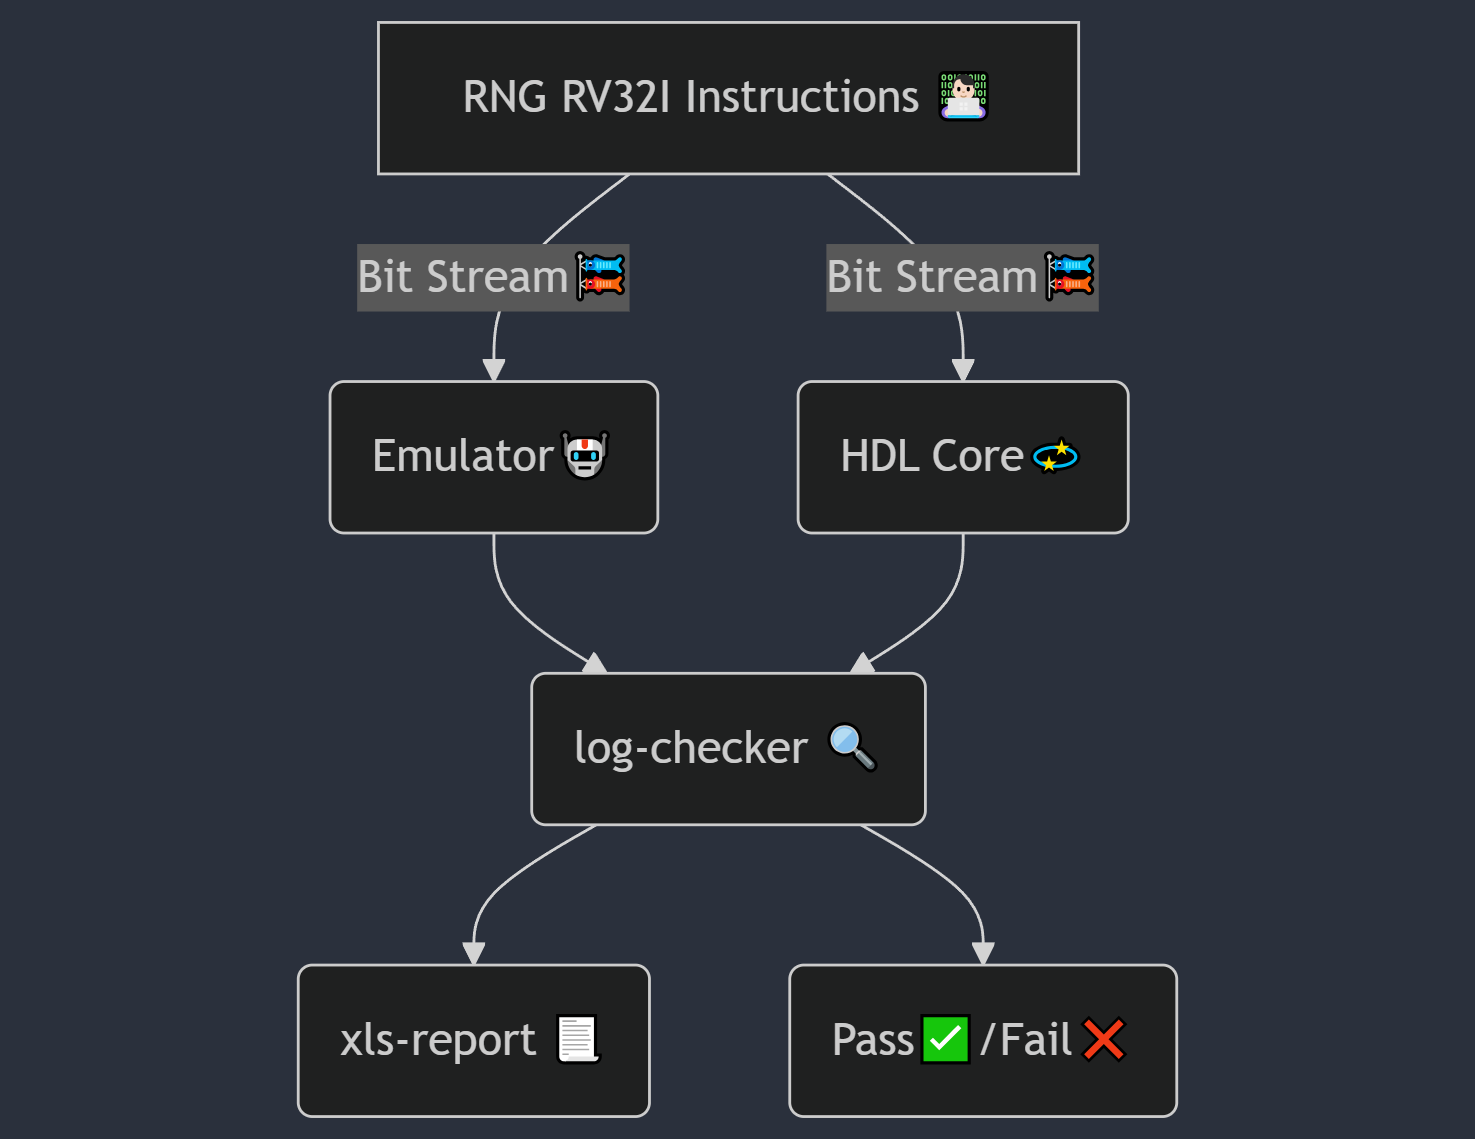 RNG RV32I Instructions 👨🏻‍💻
Bit Stream🎏
Bit Stream🎏
Emulator🤖
HDL Core💫
log-checker 🔍
xls-report 📃
Pass✅/Fail❌